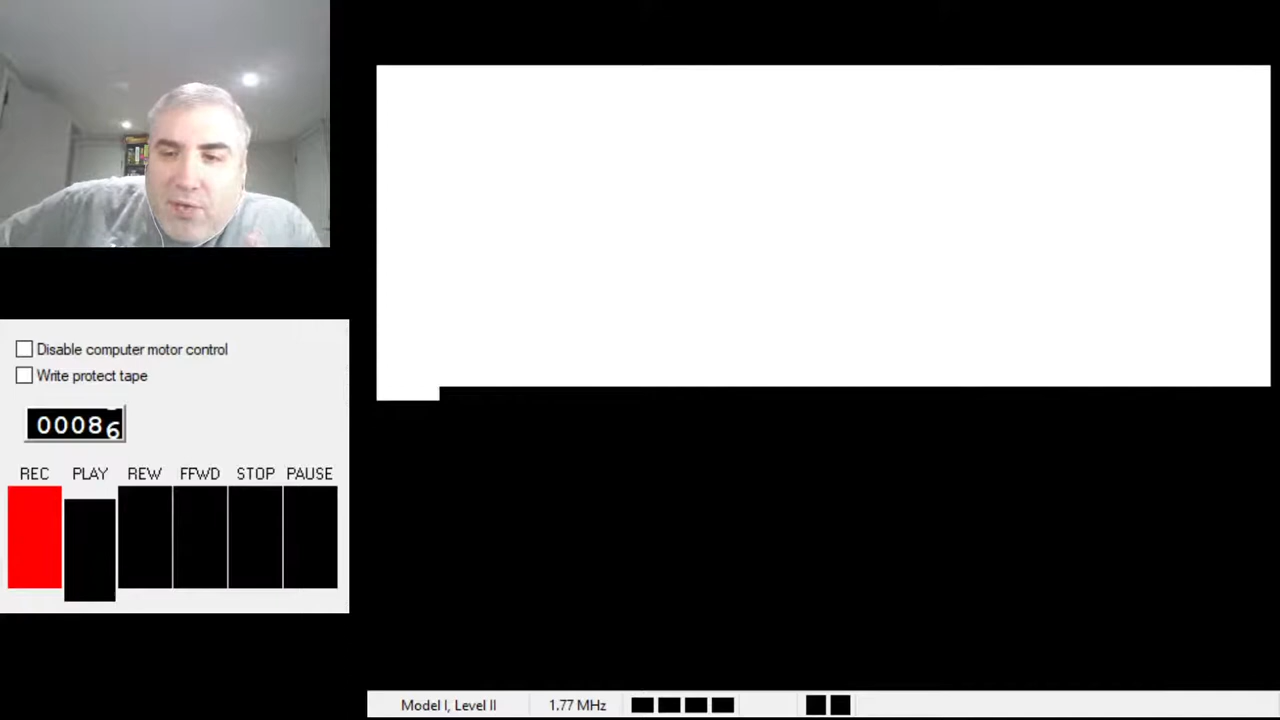 Disable computer motor control
Write protect tape
00086
REC PLAY REW FFWD STOP PAUSE
Model I, Level II 1.77 MHz